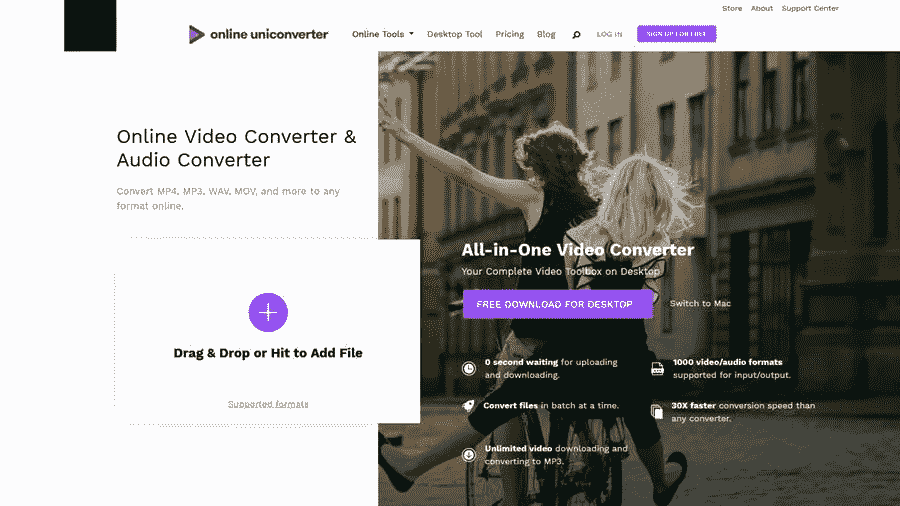 Store About Support Center
online uniconverter Online Tools Desktop Tool Pricing Blog LOG IN SIGN UP FOR FREE
Online Video Converter &
Audio Converter
Convert MP4, MP3, WAV, MOV, and more to any
format online.
Drag & Drop or Hit to Add File
Supported formats
All-in-One Video Converter
Your Complete Video Toolbox on Desktop
FREE DOWNLOAD FOR DESKTOP Switch to Mac
0 second waiting for uploading
and downloading.
1000 video/audio formats
supported for input/output.
Convert files in batch at a time.
30X faster conversion speed than
any converter.
Unlimited video downloading and
converting to MP3.